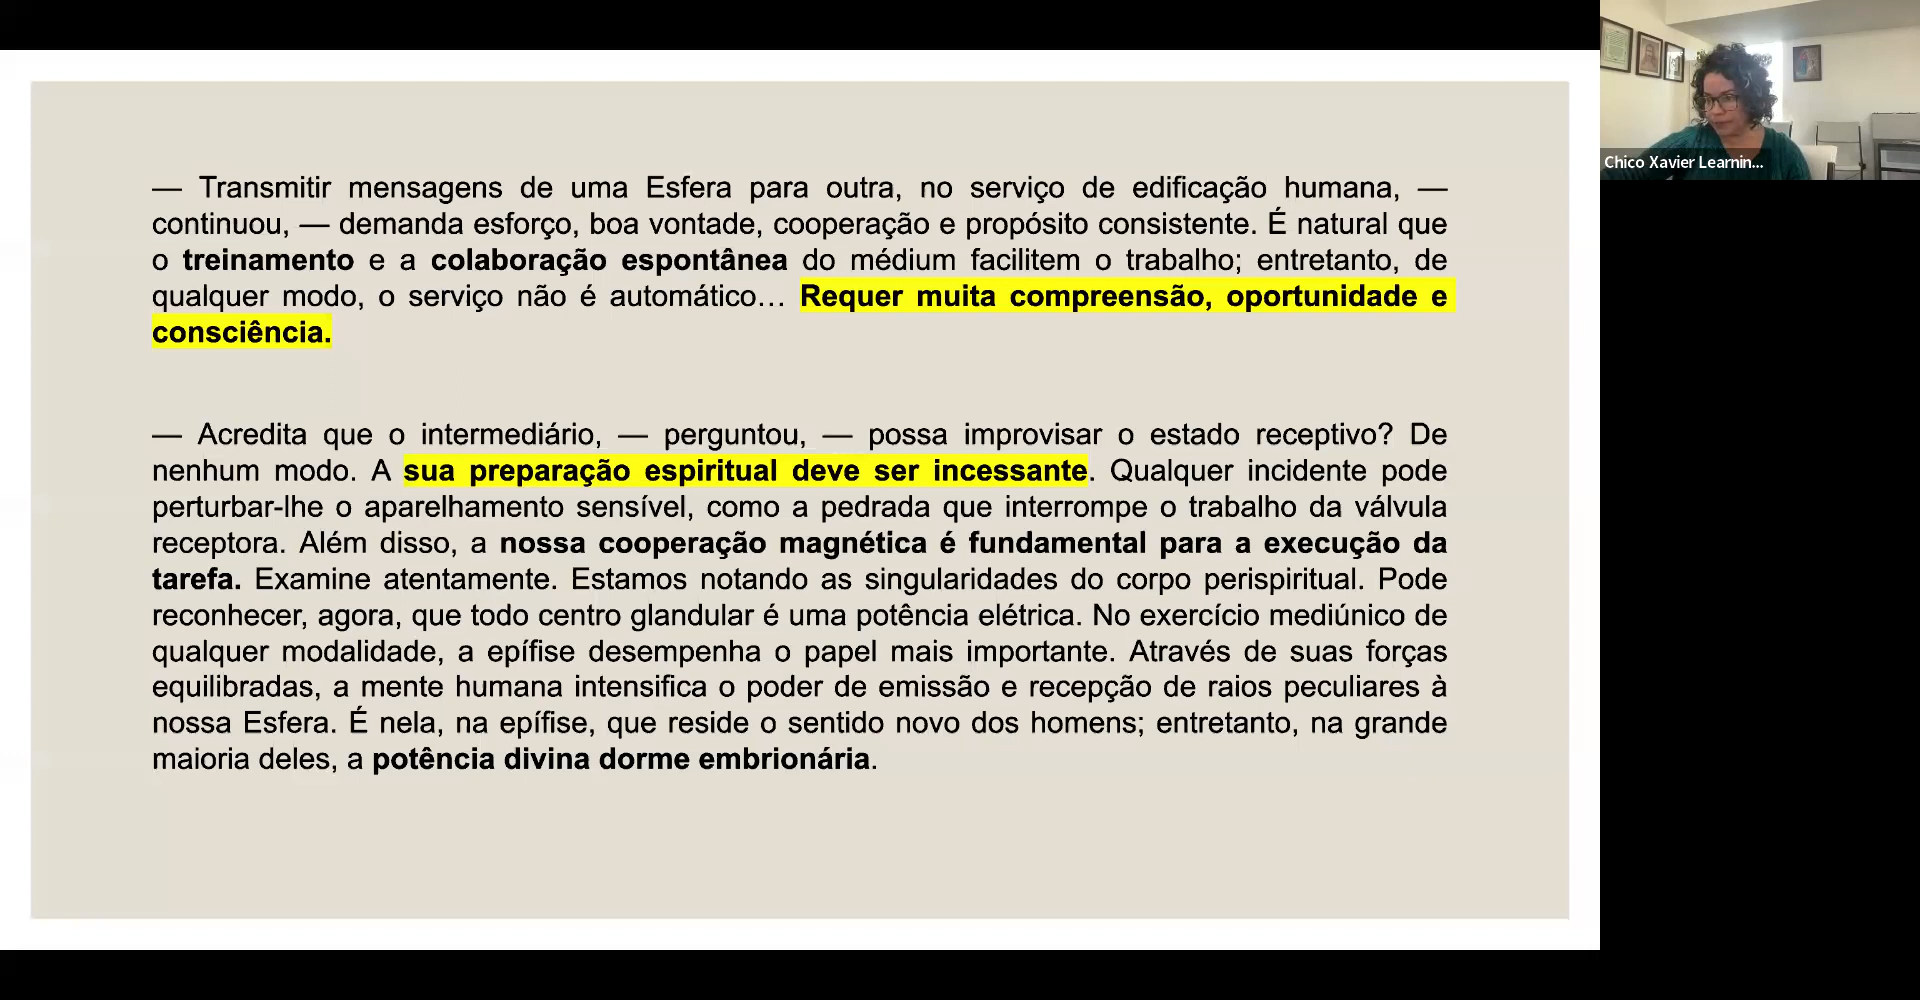 — Transmitir mensagens de uma Esfera para outra, no serviço de edificação humana, —
continuou, — demanda esforço, boa vontade, cooperação e propósito consistente. É natural que
o treinamento e a colaboração espontânea do médium facilitem o trabalho; entretanto, de
qualquer modo, o serviço não é automático… Requer muita compreensão, oportunidade e
consciência.
— Acredita que o intermediário, — perguntou, — possa improvisar o estado receptivo? De
nenhum modo. A sua preparação espiritual deve ser incessante. Qualquer incidente pode
perturbar-lhe o aparelhamento sensível, como a pedrada que interrompe o trabalho da válvula
receptora. Além disso, a nossa cooperação magnética é fundamental para a execução da
tarefa. Examine atentamente. Estamos notando as singularidades do corpo perispiritual. Pode
reconhecer, agora, que todo centro glandular é uma potência elétrica. No exercício mediúnico de
qualquer modalidade, a epífise desempenha o papel mais importante. Através de suas forças
equilibradas, a mente humana intensifica o poder de emissão e recepção de raios peculiares à
nossa Esfera. É nela, na epífise, que reside o sentido novo dos homens; entretanto, na grande
maioria deles, a potência divina dorme embrionária.
Chico Xavier Learnin...